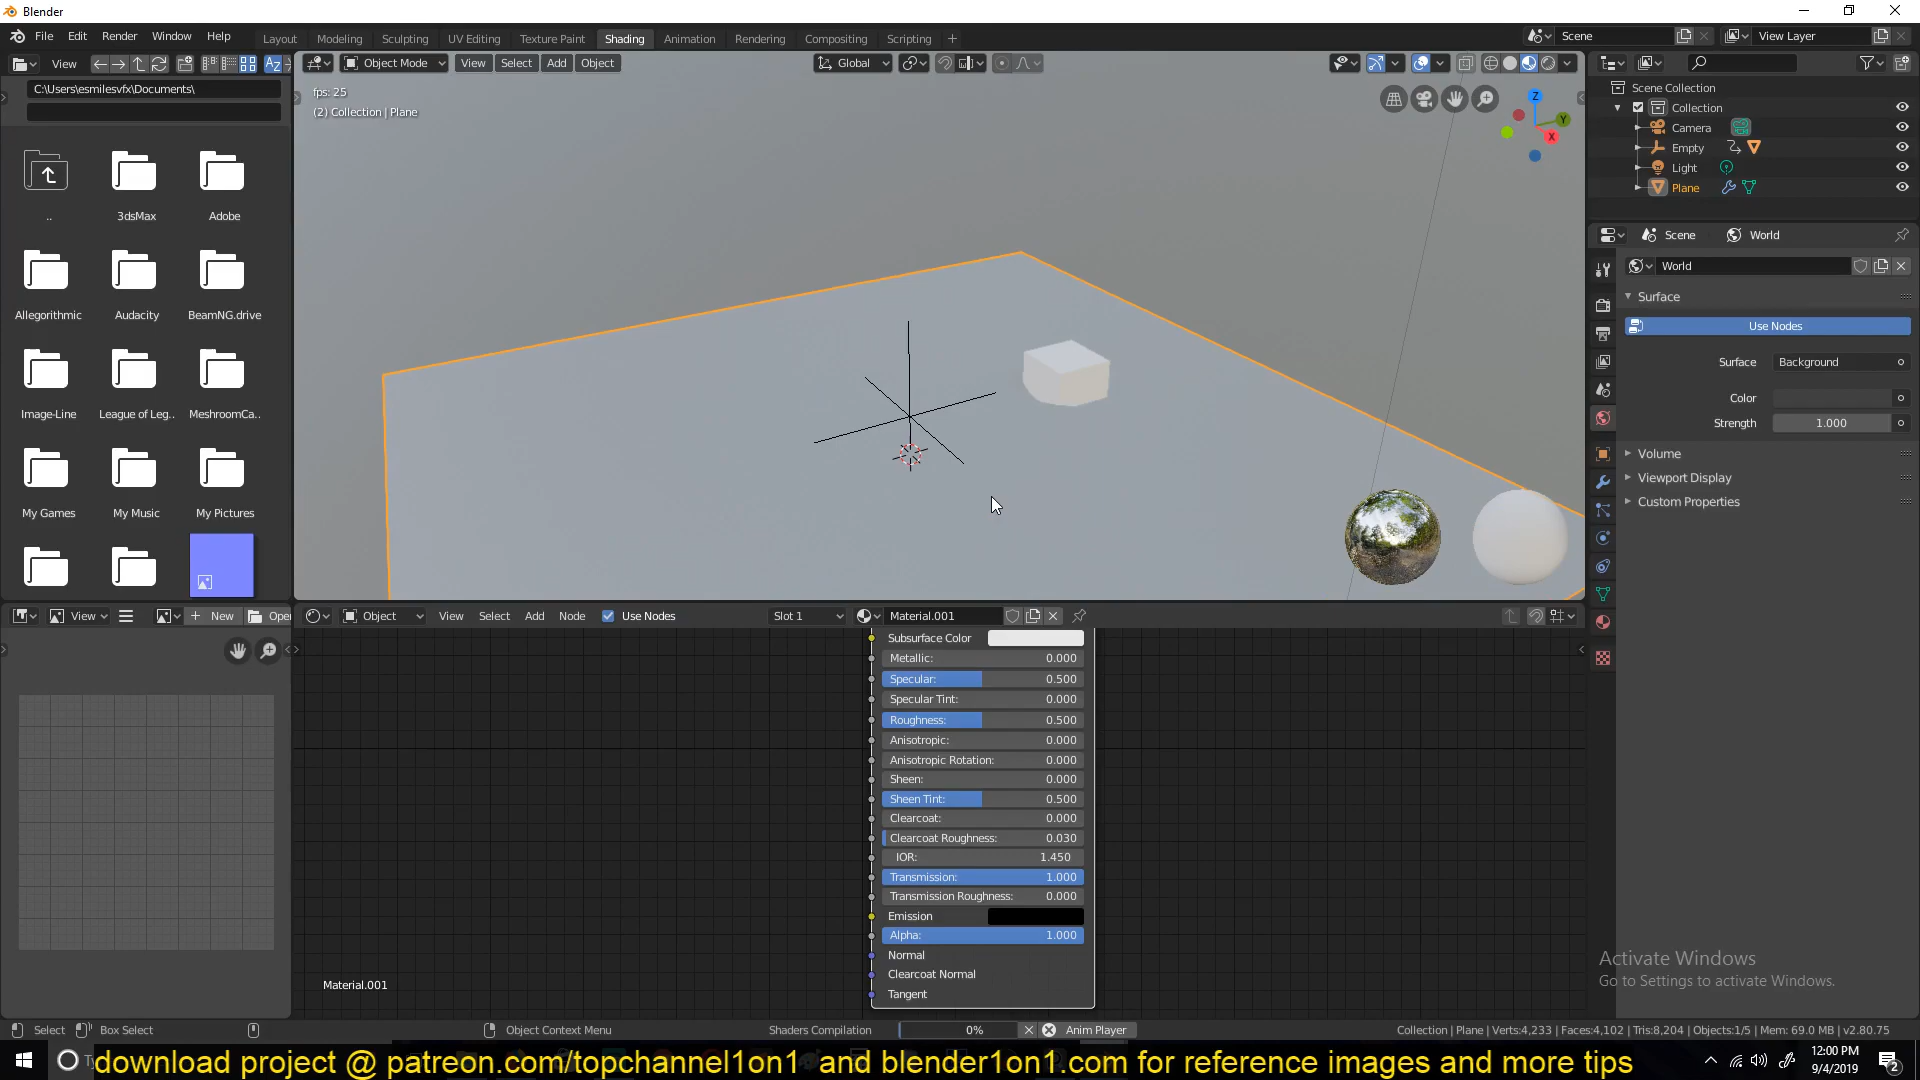 Blender
File Edit Render Window Help
Layout Modeling Sculpting UV Editing Texture Paint Shading Animation Rendering Compositing Scripting +
Scene
View Layer
View
Object Mode View Select Add Object
Global
C:\Users\esmilesvfx\Documents\
fps: 25
(2) Collection | Plane
Z
Y
X
Scene Collection
Collection
Camera
Empty
Light
Plane
..
3dsMax
Adobe
Allegorithmic
Audacity
BeamNG.drive
Image-Line
League of Leg..
MeshroomCa..
My Games
My Music
My Pictures
Scene World
World
Surface
Use Nodes
Surface Background
Color
Strength 1.000
Volume
Viewport Display
Custom Properties
View
New
Open
Object View Select Add Node Use Nodes Slot 1 Material.001
Subsurface Color
Metallic: 0.000
Specular: 0.500
Specular Tint: 0.000
Roughness: 0.500
Anisotropic: 0.000
Anisotropic Rotation: 0.000
Sheen: 0.000
Sheen Tint: 0.500
Clearcoat: 0.000
Clearcoat Roughness: 0.030
IOR: 1.450
Transmission: 1.000
Transmission Roughness: 0.000
Emission
Alpha: 1.000
Normal
Clearcoat Normal
Tangent
Material.001
Activate Windows
Go to Settings to activate Windows.
Select Box Select Object Context Menu Shaders Compilation 0% Anim Player Collection | Plane | Verts:4,233 | Faces:4,102 | Tris:8,204 | Objects:1/5 | Mem: 69.0 MB | v2.80.75
download project @ patreon.com/topchannel1on1 and blender1on1.com for reference images and more tips
12:00 PM
9/4/2019
2